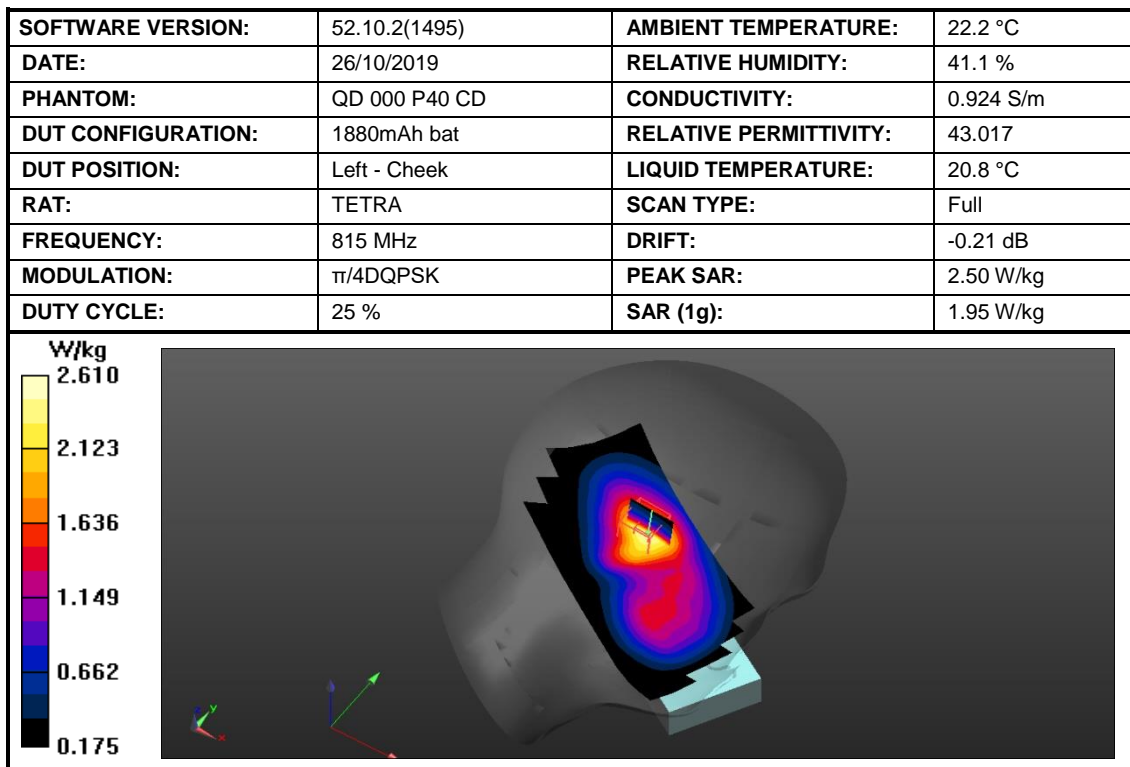 SOFTWARE VERSION: 52.10.2(1495) AMBIENT TEMPERATURE: 22.2 °C
DATE: 26/10/2019 RELATIVE HUMIDITY: 41.1 %
PHANTOM: QD 000 P40 CD CONDUCTIVITY: 0.924 S/m
DUT CONFIGURATION: 1880mAh bat RELATIVE PERMITTIVITY: 43.017
DUT POSITION: Left - Cheek LIQUID TEMPERATURE: 20.8 °C
RAT: TETRA SCAN TYPE: Full
FREQUENCY: 815 MHz DRIFT: -0.21 dB
MODULATION: π/4DQPSK PEAK SAR: 2.50 W/kg
DUTY CYCLE: 25 % SAR (1g): 1.95 W/kg
W/kg
2.610
2.123
1.636
1.149
0.662
0.175
z y
x